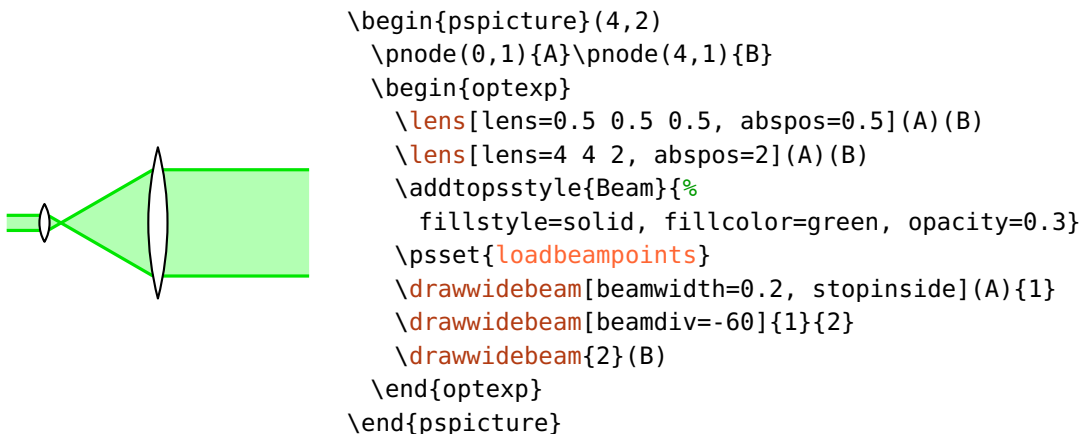 \begin{pspicture}(4,2)
  \pnode(0,1){A}\pnode(4,1){B}
  \begin{optexp}
    \lens[lens=0.5 0.5 0.5, abspos=0.5](A)(B)
    \lens[lens=4 4 2, abspos=2](A)(B)
    \addtopsstyle{Beam}{%
      fillstyle=solid, fillcolor=green, opacity=0.3}
    \psset{loadbeampoints}
    \drawwidebeam[beamwidth=0.2, stopinside](A){1}
    \drawwidebeam[beamdiv=-60]{1}{2}
    \drawwidebeam{2}(B)
  \end{optexp}
\end{pspicture}